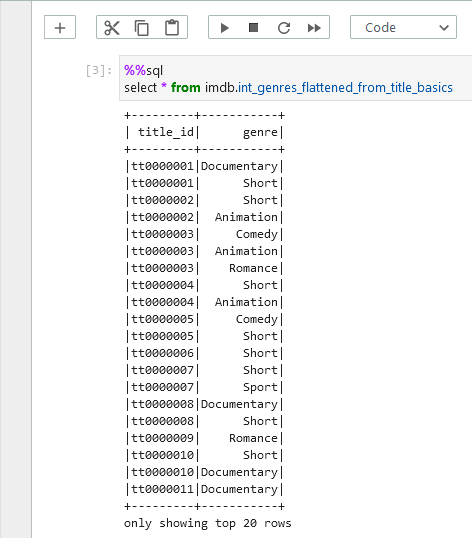 Code
[3]:
%%sql
select * from imdb.int_genres_flattened_from_title_basics
+---------+-----------+
| title_id|      genre|
+---------+-----------+
|tt0000001|Documentary|
|tt0000001|      Short|
|tt0000002|      Short|
|tt0000002|  Animation|
|tt0000003|     Comedy|
|tt0000003|  Animation|
|tt0000003|    Romance|
|tt0000004|      Short|
|tt0000004|  Animation|
|tt0000005|     Comedy|
|tt0000005|      Short|
|tt0000006|      Short|
|tt0000007|      Short|
|tt0000007|      Sport|
|tt0000008|Documentary|
|tt0000008|      Short|
|tt0000009|    Romance|
|tt0000010|      Short|
|tt0000010|Documentary|
|tt0000011|Documentary|
+---------+-----------+
only showing top 20 rows